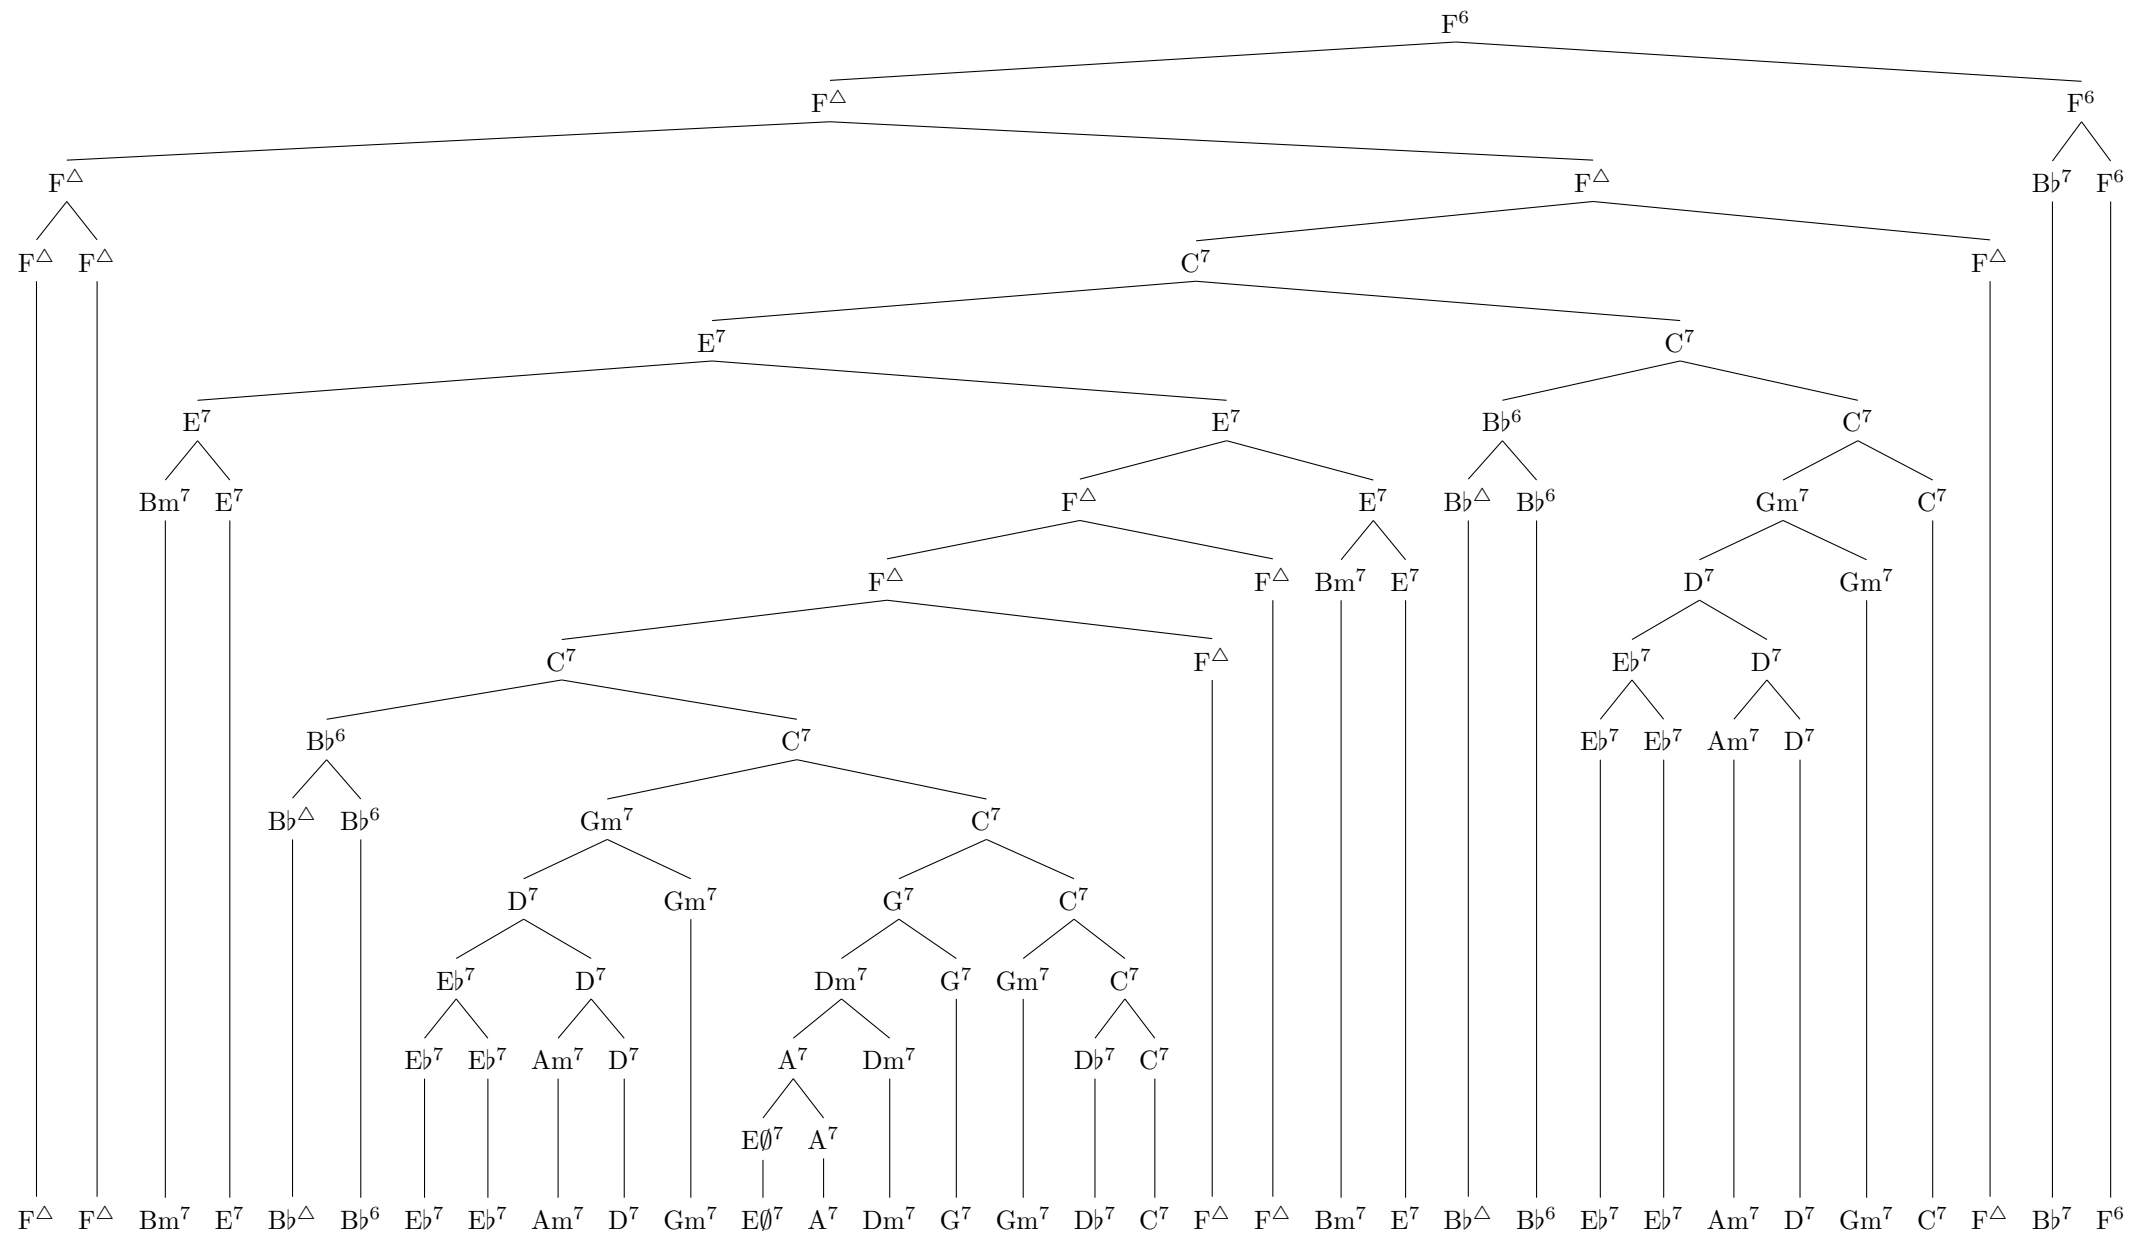 F⁶
F△ F⁶
F△ F△ B♭⁷ F⁶
F△ F△ C⁷ F△
E⁷ C⁷
E⁷ E⁷ B♭⁶ C⁷
Bm⁷ E⁷ F△ E⁷ B♭△ B♭⁶ Gm⁷ C⁷
F△ F△ Bm⁷ E⁷ D⁷ Gm⁷
C⁷ F△ E♭⁷ D⁷
B♭⁶ C⁷ E♭⁷ E♭⁷ Am⁷ D⁷
B♭△ B♭⁶ Gm⁷ C⁷
D⁷ Gm⁷ G⁷ C⁷
E♭⁷ D⁷ Dm⁷ G⁷ Gm⁷ C⁷
E♭⁷ E♭⁷ Am⁷ D⁷ A⁷ Dm⁷ D♭⁷ C⁷
E∅⁷ A⁷
F△ F△ Bm⁷ E⁷ B♭△ B♭⁶ E♭⁷ E♭⁷ Am⁷ D⁷ Gm⁷ E∅⁷ A⁷ Dm⁷ G⁷ Gm⁷ D♭⁷ C⁷ F△ F△ Bm⁷ E⁷ B♭△ B♭⁶ E♭⁷ E♭⁷ Am⁷ D⁷ Gm⁷ C⁷ F△ B♭⁷ F⁶